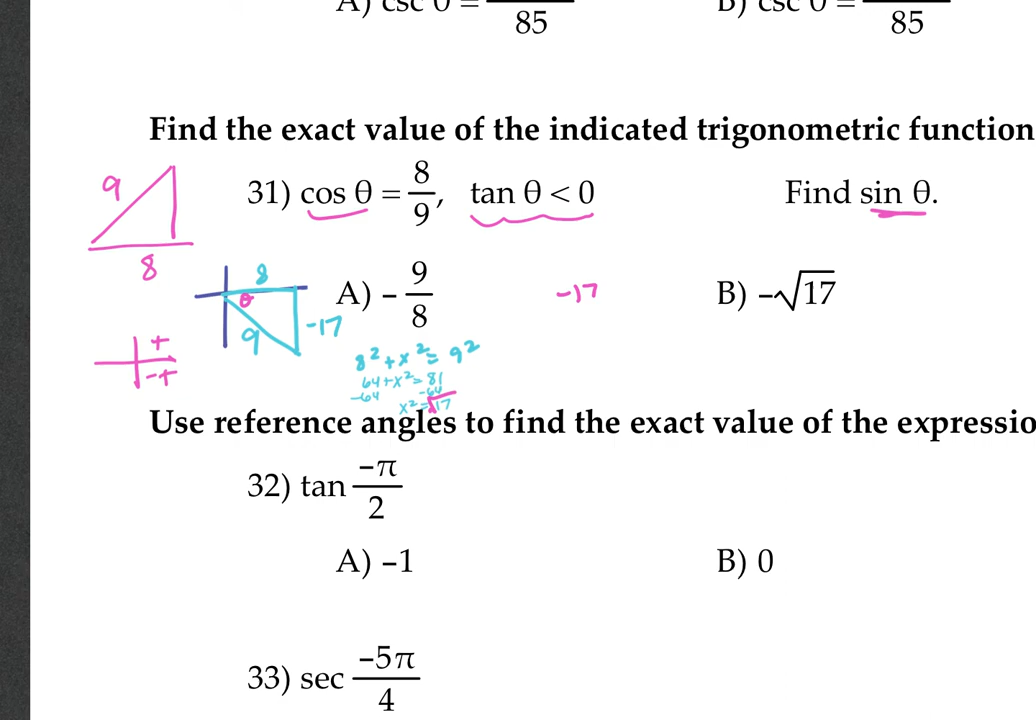 A) csc θ = 85 B) csc θ = 85
Find the exact value of the indicated trigonometric function
9
31) cos θ = 8/9, tan θ < 0 Find sin θ.
8
8
θ
9
-17
A) – 9/8 -17 B) –√17
+
-+
8² + x² = 9²
64 + x² = 81
-64 -64
x² = √17
Use reference angles to find the exact value of the expressio
32) tan –π/2
A) –1 B) 0
33) sec –5π/4